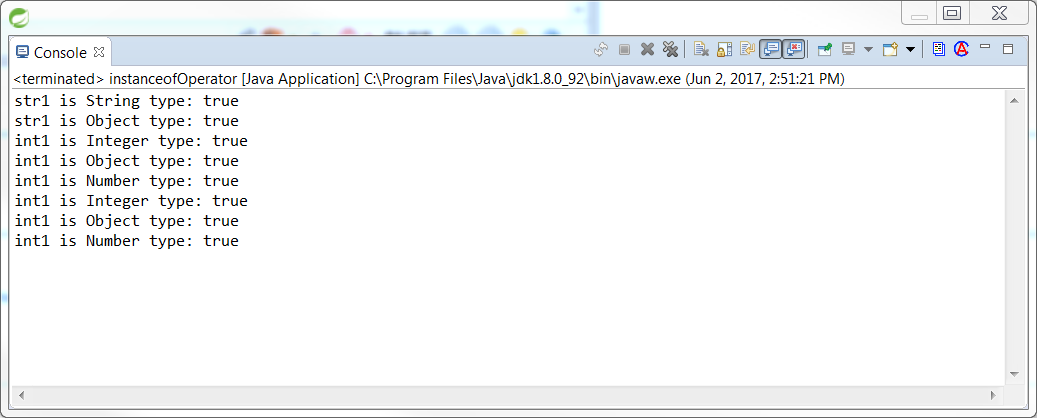 Console
<terminated> instanceofOperator [Java Application] C:\Program Files\Java\jdk1.8.0_92\bin\javaw.exe (Jun 2, 2017, 2:51:21 PM)
str1 is String type: true
str1 is Object type: true
int1 is Integer type: true
int1 is Object type: true
int1 is Number type: true
int1 is Integer type: true
int1 is Object type: true
int1 is Number type: true